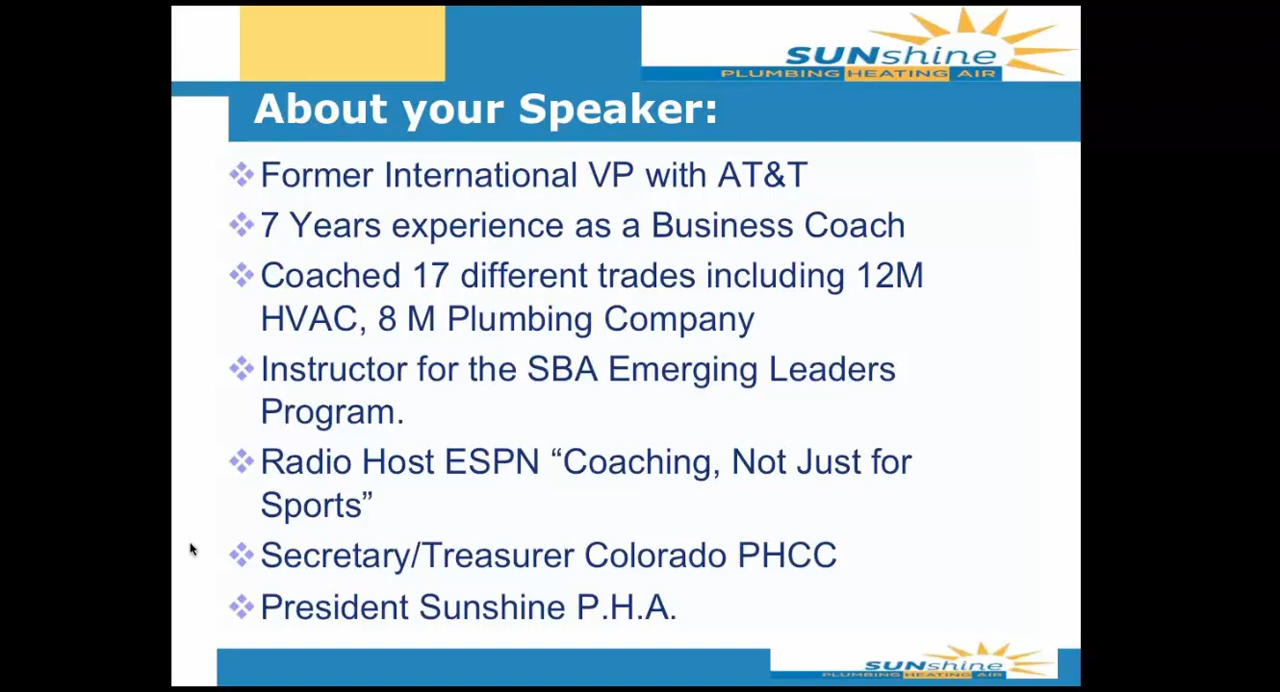 SUNshine
PLUMBING HEATING AIR
About your Speaker:
Former International VP with AT&T
7 Years experience as a Business Coach
Coached 17 different trades including 12M
HVAC, 8 M Plumbing Company
Instructor for the SBA Emerging Leaders
Program.
Radio Host ESPN “Coaching, Not Just for
Sports”
Secretary/Treasurer Colorado PHCC
President Sunshine P.H.A.
SUNshine
PLUMBING HEATING AIR